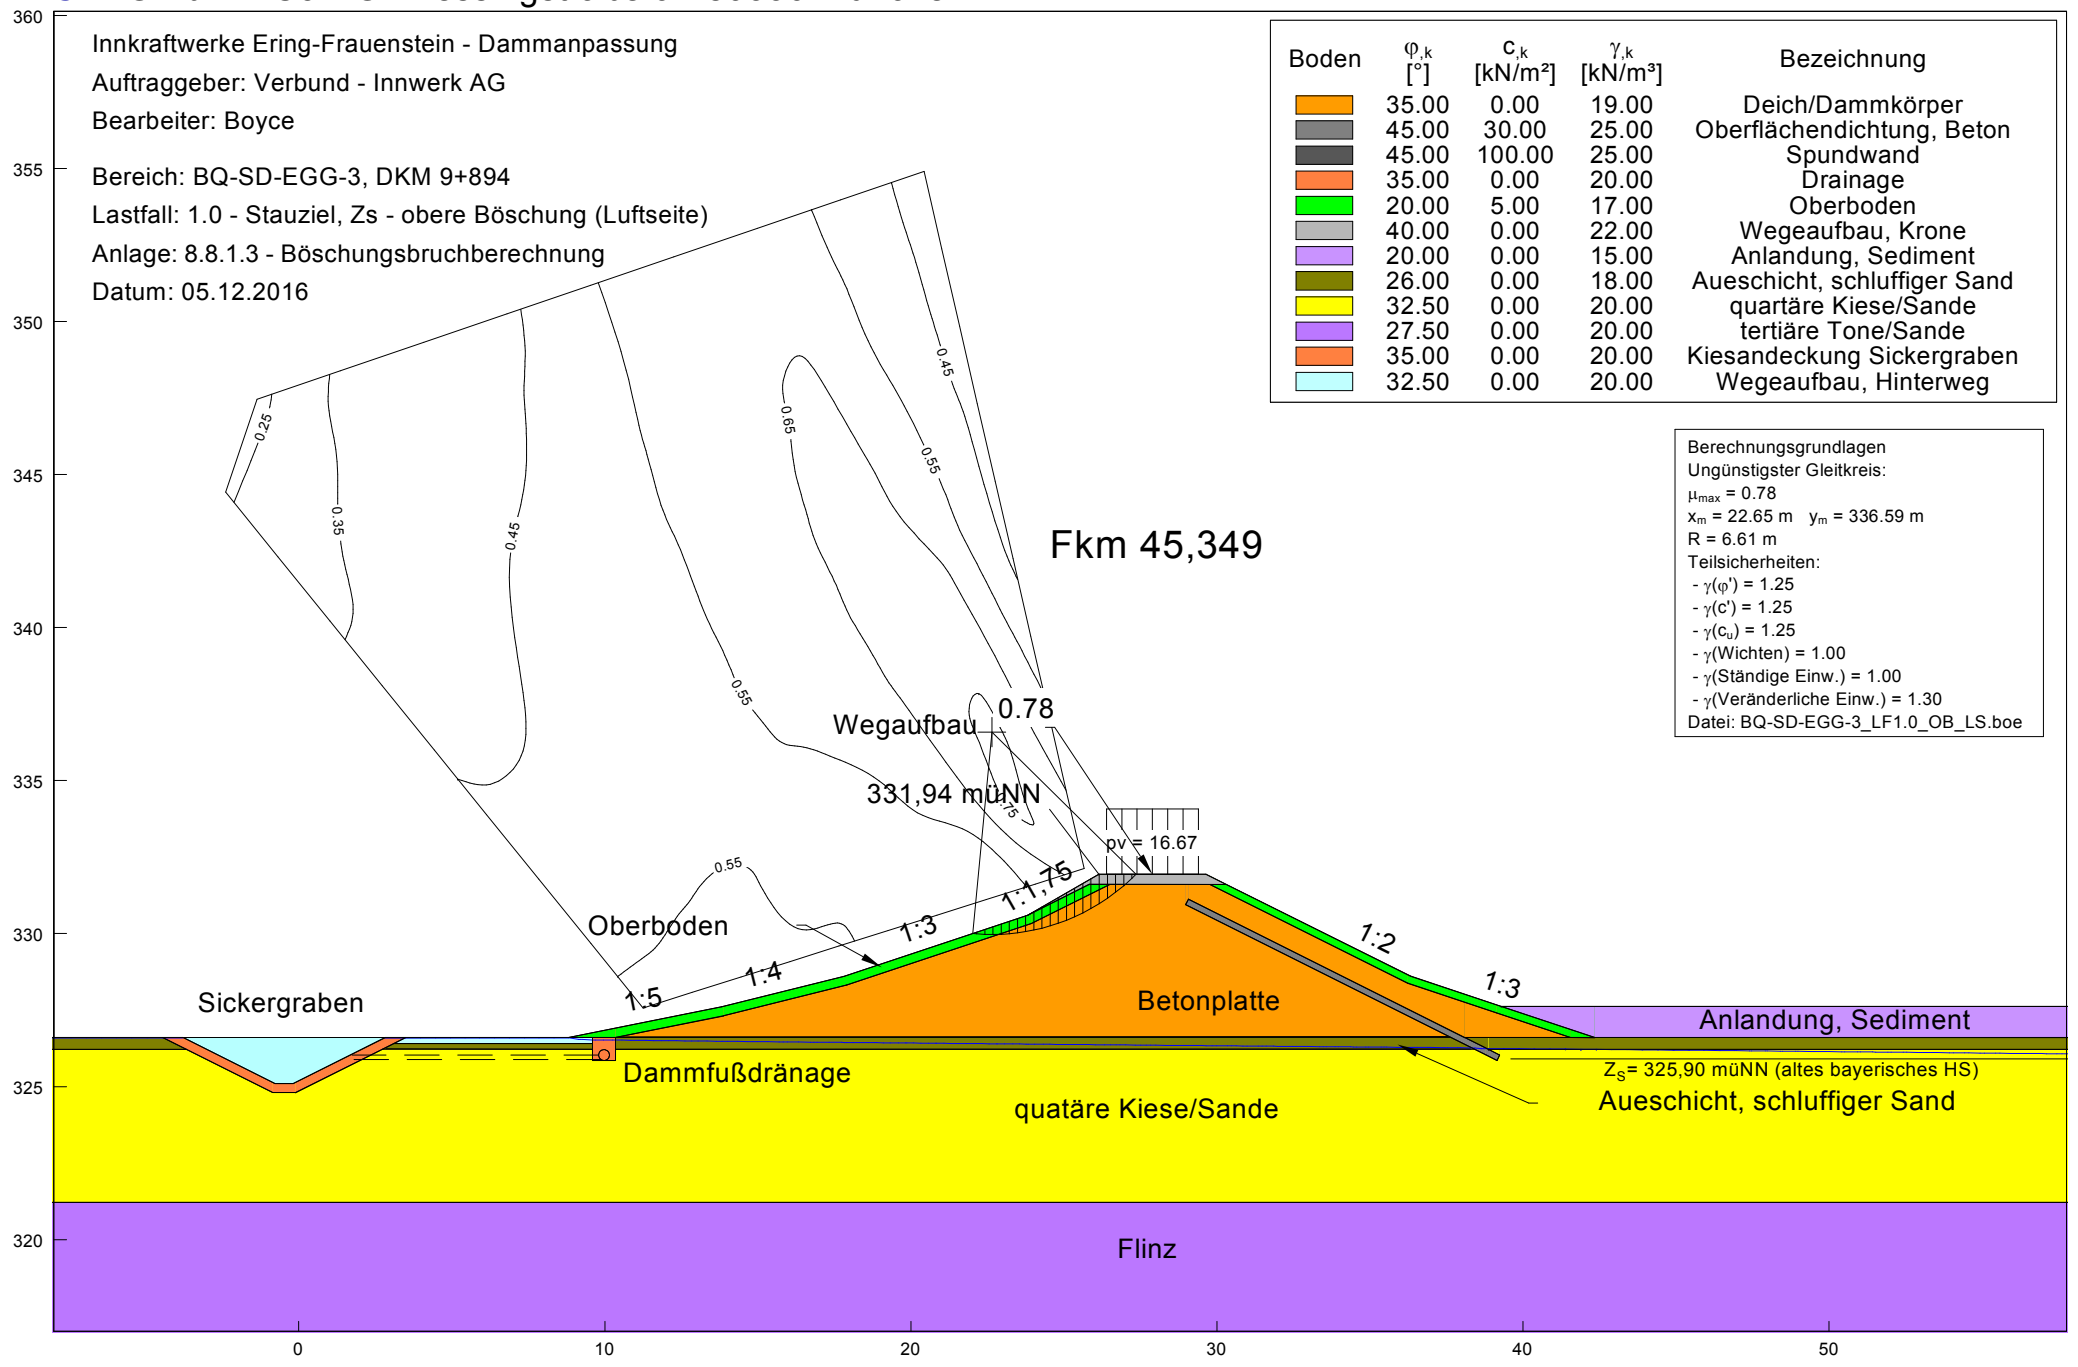 360
Innkraftwerke Ering-Frauenstein - Dammanpassung
Auftraggeber: Verbund - Innwerk AG
Bearbeiter: Boyce
Bereich: BQ-SD-EGG-3, DKM 9+894
Lastfall: 1.0 - Stauziel, Zs - obere Böschung (Luftseite)
Anlage: 8.8.1.3 - Böschungsbruchberechnung
Datum: 05.12.2016
Boden φ,k [°] c,k [kN/m²] γ,k [kN/m³] Bezeichnung
35.00 0.00 19.00 Deich/Dammkörper
45.00 30.00 25.00 Oberflächendichtung, Beton
45.00 100.00 25.00 Spundwand
35.00 0.00 20.00 Drainage
20.00 5.00 17.00 Oberboden
40.00 0.00 22.00 Wegeaufbau, Krone
20.00 0.00 15.00 Anlandung, Sediment
26.00 0.00 18.00 Aueschicht, schluffiger Sand
32.50 0.00 20.00 quartäre Kiese/Sande
27.50 0.00 20.00 tertiäre Tone/Sande
35.00 0.00 20.00 Kiesandeckung Sickergraben
32.50 0.00 20.00 Wegeaufbau, Hinterweg
Berechnungsgrundlagen
Ungünstigster Gleitkreis:
μmax = 0.78
xm = 22.65 m ym = 336.59 m
R = 6.61 m
Teilsicherheiten:
- γ(φ') = 1.25
- γ(c') = 1.25
- γ(cu) = 1.25
- γ(Wichten) = 1.00
- γ(Ständige Einw.) = 1.00
- γ(Veränderliche Einw.) = 1.30
Datei: BQ-SD-EGG-3_LF1.0_OB_LS.boe
355
350
345
340
335
330
325
320
0.25
0.35
0.45
0.55
0.65
0.55
0.45
0.55
Fkm 45,349
0.78
Wegaufbau
331,94 müNN
pv = 16.67
1:1,75
1:3
1:4
1:5
1:2
1:3
Oberboden
Sickergraben
Betonplatte
Anlandung, Sediment
Dammfußdränage
ZS= 325,90 müNN (altes bayerisches HS)
Aueschicht, schluffiger Sand
quatäre Kiese/Sande
Flinz
0 10 20 30 40 50